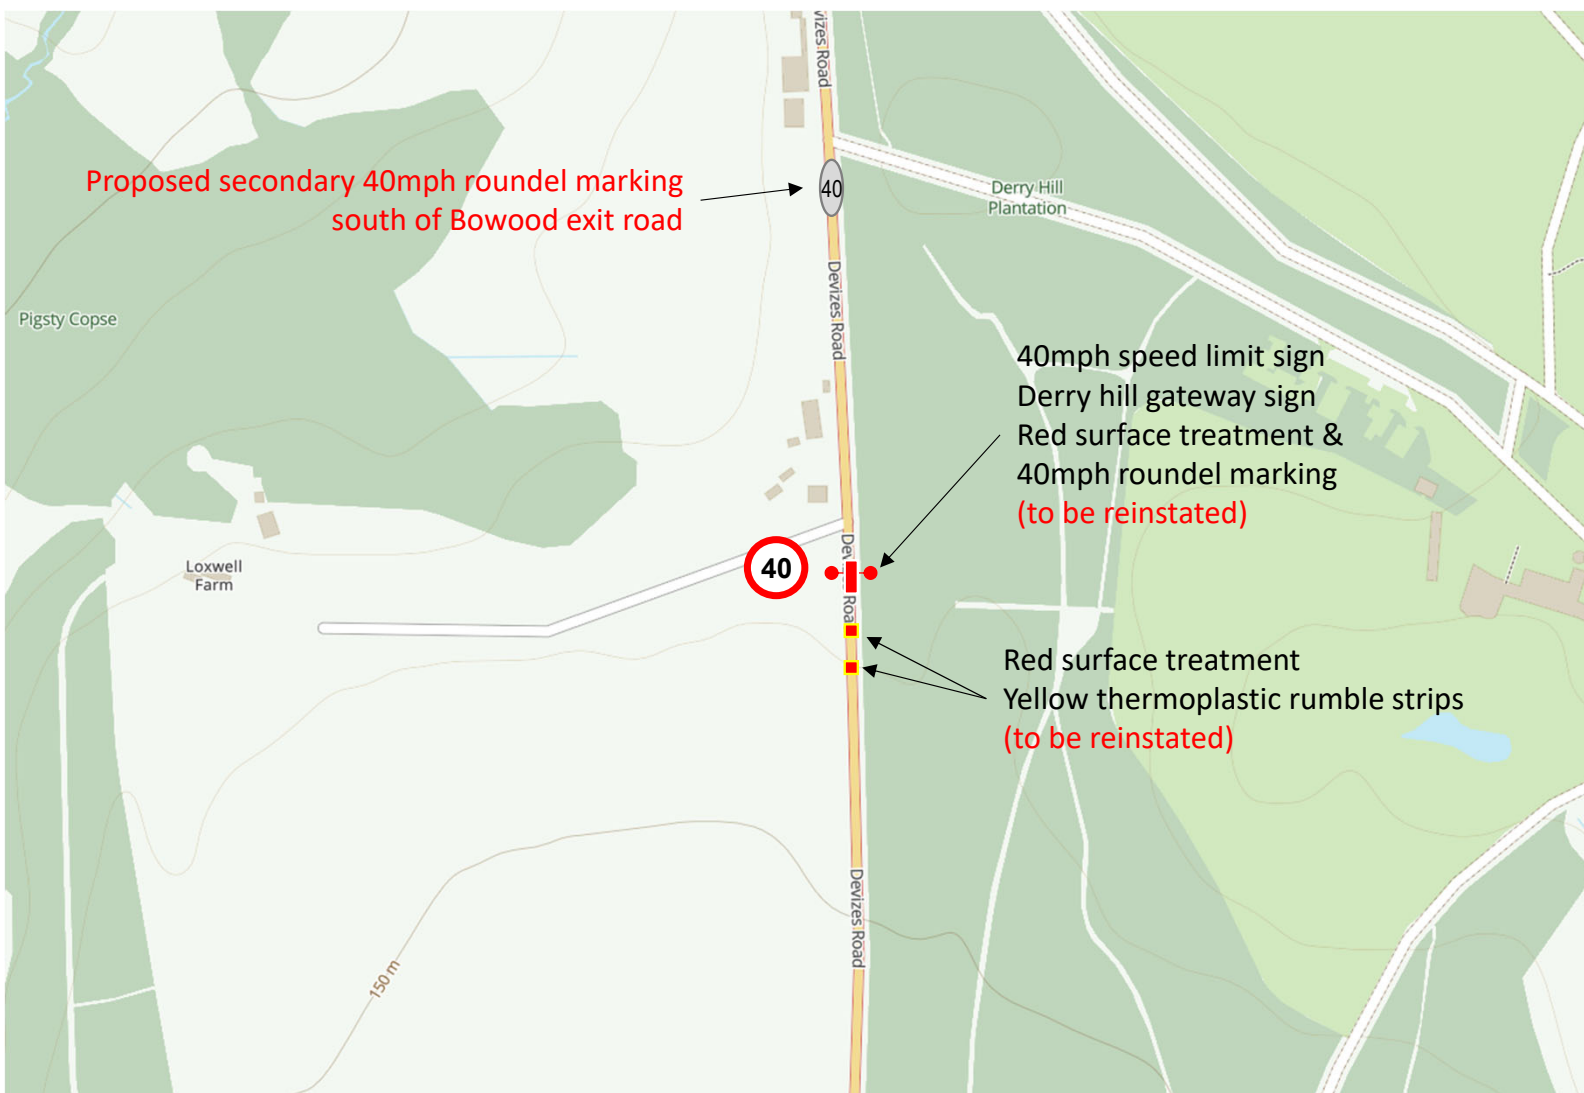 vizes Road
Proposed secondary 40mph roundel marking
south of Bowood exit road
40
Derry Hill
Plantation
Devizes Road
Pigsty Copse
40mph speed limit sign
Derry hill gateway sign
Red surface treatment &
40mph roundel marking
(to be reinstated)
Loxwell
Farm
40
Red surface treatment
Yellow thermoplastic rumble strips
(to be reinstated)
Devizes Road
150 m